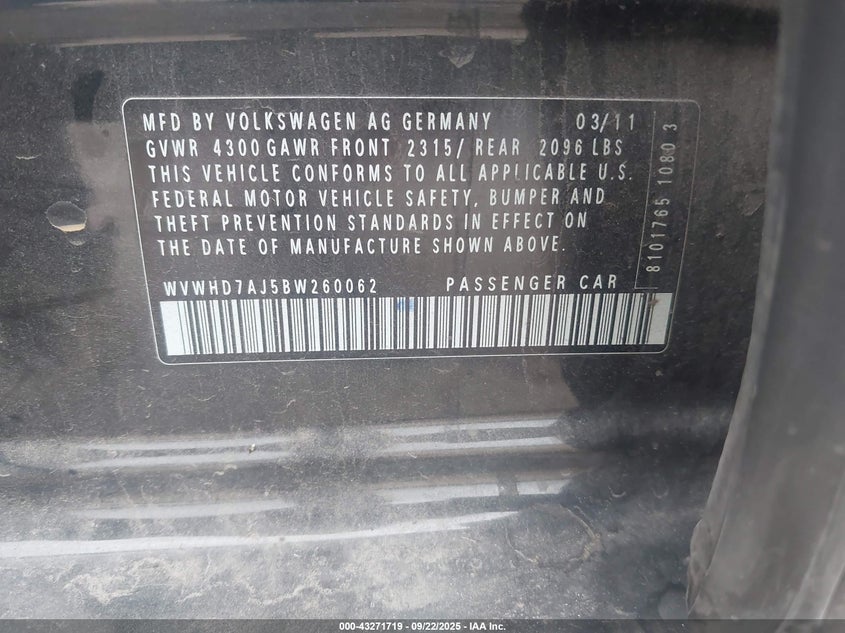 MFD BY VOLKSWAGEN AG GERMANY 03/11
GVWR 4300 GAWR FRONT 2315/ REAR 2096 LBS
THIS VEHICLE CONFORMS TO ALL APPLICABLE U.S.
FEDERAL MOTOR VEHICLE SAFETY, BUMPER AND
THEFT PREVENTION STANDARDS IN EFFECT ON
THE DATE OF MANUFACTURE SHOWN ABOVE.
WVWHD7AJ5BW260062 PASSENGER CAR
8101765 10803
000-43271719 - 09/22/2025 - IAA Inc.